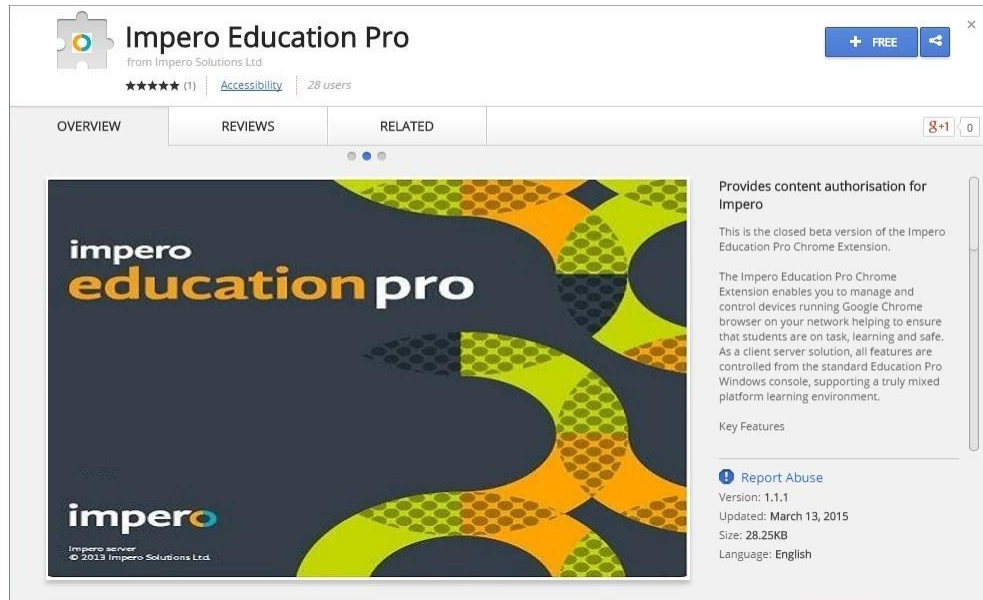 Impero Education Pro
from Impero Solutions Ltd
★★★★★ (1) Accessibility 28 users
+ FREE
OVERVIEW REVIEWS RELATED
g+1 0
impero
education pro
impero
Impero server
© 2013 Impero Solutions Ltd.
Provides content authorisation for
Impero
This is the closed beta version of the Impero
Education Pro Chrome Extension.
The Impero Education Pro Chrome
Extension enables you to manage and
control devices running Google Chrome
browser on your network helping to ensure
that students are on task, learning and safe.
As a client server solution, all features are
controlled from the standard Education Pro
Windows console, supporting a truly mixed
platform learning environment.
Key Features
Report Abuse
Version: 1.1.1
Updated: March 13, 2015
Size: 28.25KB
Language: English